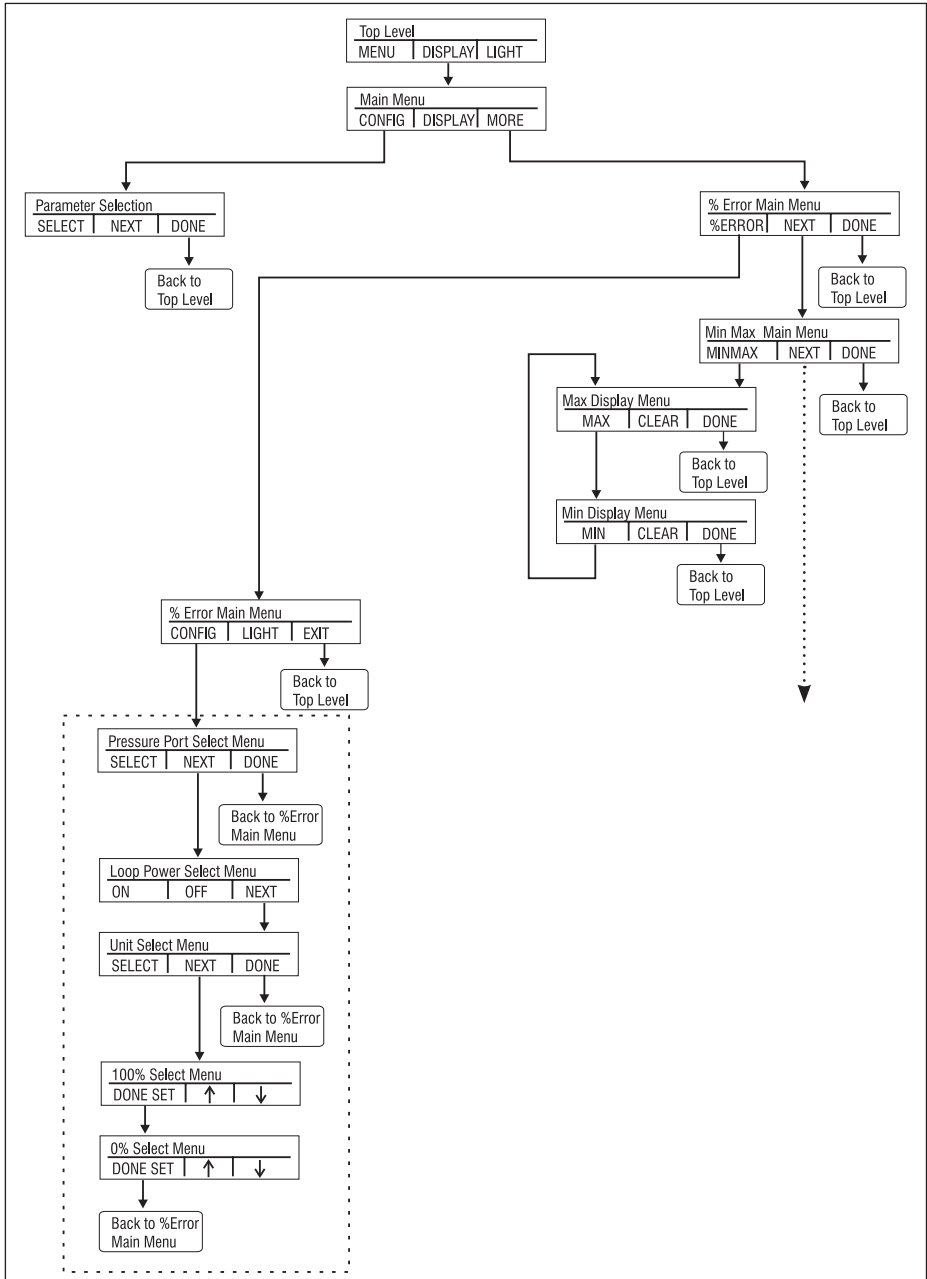 Top Level
MENU DISPLAY LIGHT
Main Menu
CONFIG DISPLAY MORE
Parameter Selection
SELECT NEXT DONE
Back to
Top Level
% Error Main Menu
%ERROR NEXT DONE
Back to
Top Level
Min Max Main Menu
MINMAX NEXT DONE
Back to
Top Level
Max Display Menu
MAX CLEAR DONE
Back to
Top Level
Min Display Menu
MIN CLEAR DONE
Back to
Top Level
% Error Main Menu
CONFIG LIGHT EXIT
Back to
Top Level
Pressure Port Select Menu
SELECT NEXT DONE
Back to %Error
Main Menu
Loop Power Select Menu
ON OFF NEXT
Unit Select Menu
SELECT NEXT DONE
Back to %Error
Main Menu
100% Select Menu
DONE SET ↑ ↓
0% Select Menu
DONE SET ↑ ↓
Back to %Error
Main Menu